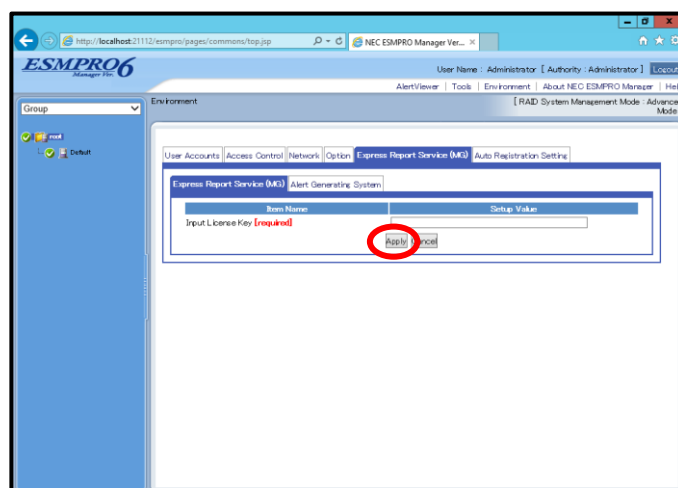 http://localhost:21112/esmpro/pages/commons/top.jsp
NEC ESMPRO Manager Ver...
ESMPRO6
Manager Ver.
User Name : Administrator [ Authority : Administrator ] Logout
AlertViewer | Tools | Environment | About NEC ESMPRO Manager | Hel
Group
Environment
[ RAID System Management Mode : Advance
Mode
root
Default
User Accounts Access Control Network Option Express Report Service (MG) Auto Registration Setting
Express Report Service (MG) Alert Generating System
Item Name Setup Value
Input License Key [required]
Apply Cancel